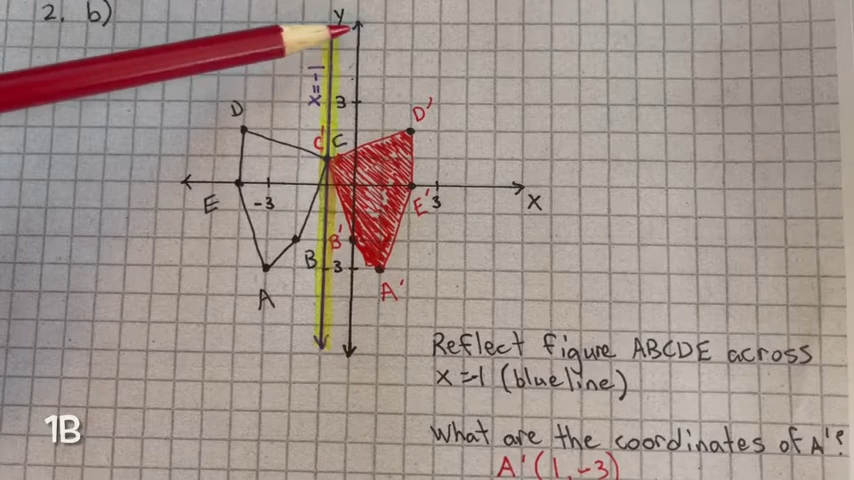 2. b)
y
x=-1
3
D
D'
C'
C
E
-3
E'
3
x
B'
B
-3
A
A'
Reflect figure ABCDE across
x=-1 (blue line)
1B
What are the coordinates of A'?
A'(1,-3)